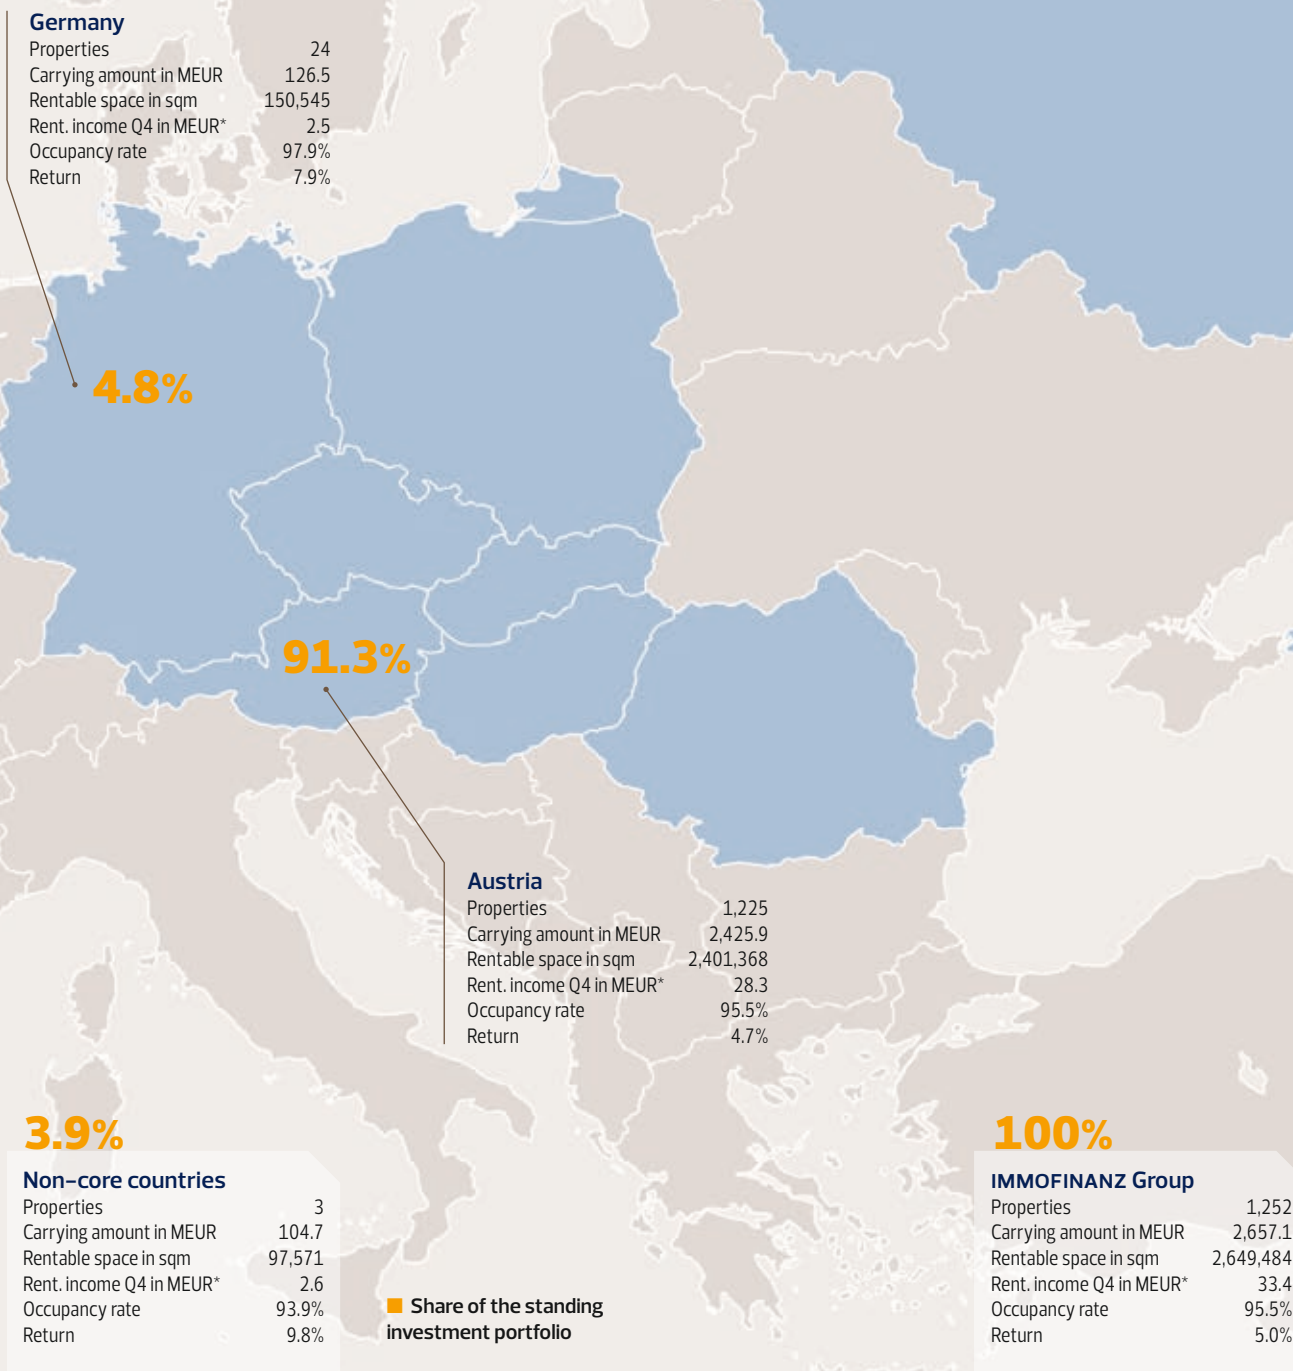 Germany
Properties 24
Carrying amount in MEUR 126.5
Rentable space in sqm 150,545
Rent. income Q4 in MEUR* 2.5
Occupancy rate 97.9%
Return 7.9%
4.8%
91.3%
Austria
Properties 1,225
Carrying amount in MEUR 2,425.9
Rentable space in sqm 2,401,368
Rent. income Q4 in MEUR* 28.3
Occupancy rate 95.5%
Return 4.7%
3.9%
Non-core countries
Properties 3
Carrying amount in MEUR 104.7
Rentable space in sqm 97,571
Rent. income Q4 in MEUR* 2.6
Occupancy rate 93.9%
Return 9.8%
Share of the standing
investment portfolio
100%
IMMOFINANZ Group
Properties 1,252
Carrying amount in MEUR 2,657.1
Rentable space in sqm 2,649,484
Rent. income Q4 in MEUR* 33.4
Occupancy rate 95.5%
Return 5.0%